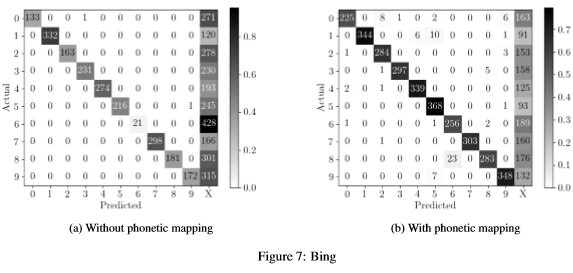 0 133 0 0 1 0 0 0 0 0 0 271
1 0 332 0 0 0 0 0 0 0 0 120
2 0 0 163 0 0 0 0 0 0 0 278
3 0 0 0 231 0 0 0 0 0 0 230
4 0 0 0 0 274 0 0 0 0 0 193
5 0 0 0 0 0 216 0 0 0 1 245
6 0 0 0 0 0 0 21 0 0 0 428
7 0 0 0 0 0 0 0 298 0 0 166
8 0 0 0 0 0 0 0 0 181 0 301
9 0 0 0 0 0 0 0 0 0 172 315
0 1 2 3 4 5 6 7 8 9 X
Actual
Predicted
0.8
0.6
0.4
0.2
0.0
(a) Without phonetic mapping
0 225 0 8 1 0 2 0 0 0 6 163
1 0 344 0 0 6 10 0 0 0 1 91
2 1 0 284 0 0 0 0 0 0 3 153
3 0 0 1 297 0 0 0 0 5 0 158
4 2 0 1 0 339 0 0 0 0 0 125
5 0 0 0 0 0 368 0 0 0 1 93
6 1 0 0 0 0 1 256 0 2 0 189
7 0 0 1 0 0 0 0 303 0 0 160
8 0 0 0 0 0 0 23 0 283 0 176
9 0 0 0 0 0 7 0 0 0 348 132
0 1 2 3 4 5 6 7 8 9 X
Actual
Predicted
0.7
0.6
0.5
0.4
0.3
0.2
0.1
0.0
(b) With phonetic mapping
Figure 7: Bing